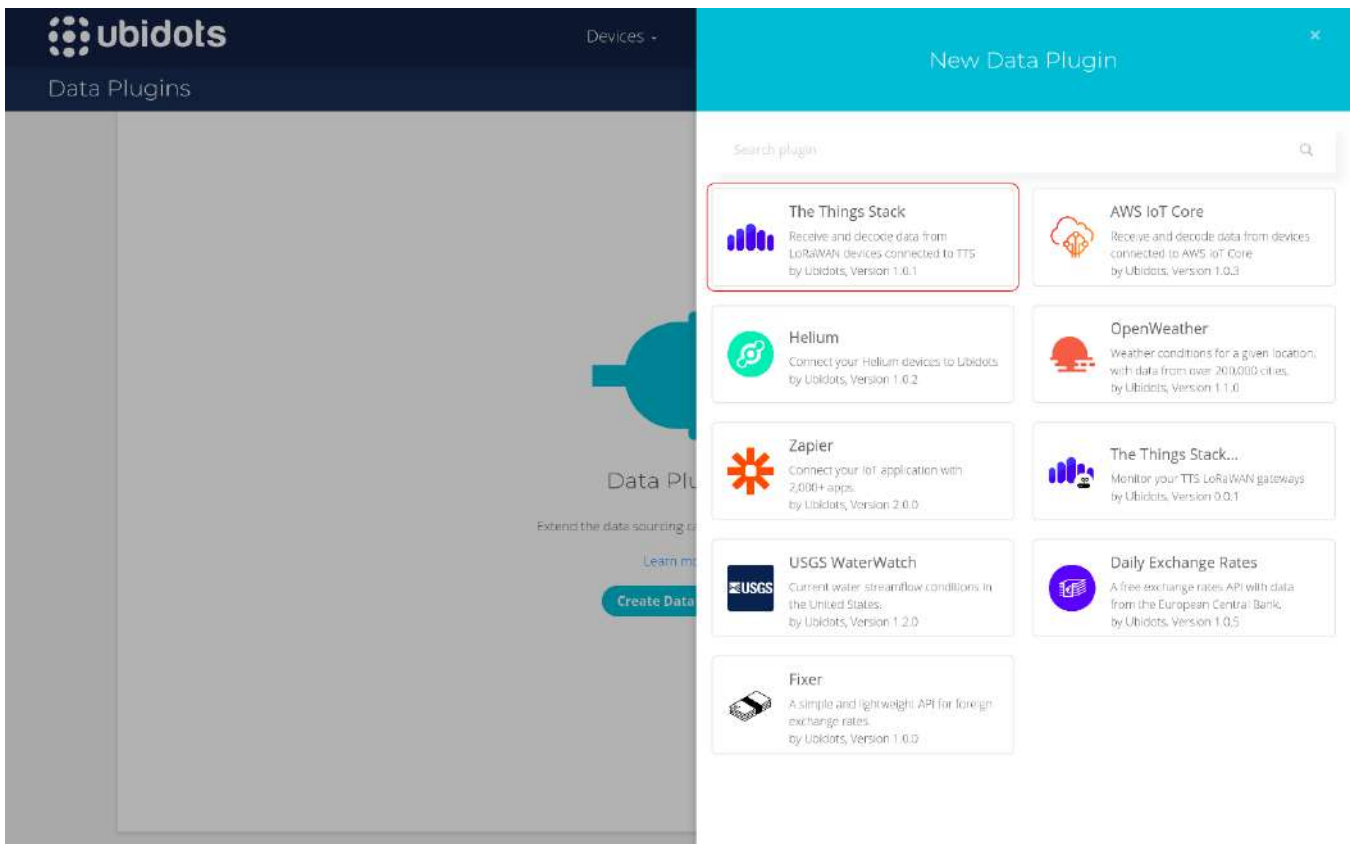 ubidots
Devices
New Data Plugin
Data Plugins
Search plugin
The Things Stack
Receive and decode data from
LoRaWAN devices connected to TTS
by Ubidots, Version 1.0.1
AWS IoT Core
Receive and decode data from devices
connected to AWS IoT Core
by Ubidots, Version 1.0.3
Helium
Connect your Helium devices to Ubidots
by Ubidots, Version 1.0.2
OpenWeather
Weather conditions for a given location,
with data from over 200,000 cities.
by Ubidots, Version 1.1.0
Zapier
Connect your IoT application with
2,000+ apps.
by Ubidots, Version 2.0.0
The Things Stack...
Monitor your TTS LoRaWAN gateways
by Ubidots, Version 0.0.1
USGS WaterWatch
Current water streamflow conditions in
the United States.
by Ubidots, Version 1.2.0
USGS
Daily Exchange Rates
A free exchange rates API with data
from the European Central Bank.
by Ubidots, Version 1.0.5
Fixer
A simple and lightweight API for foreign
exchange rates.
by Ubidots, Version 1.0.0
Data Plu
Extend the data sourcing
Learn
Create Data